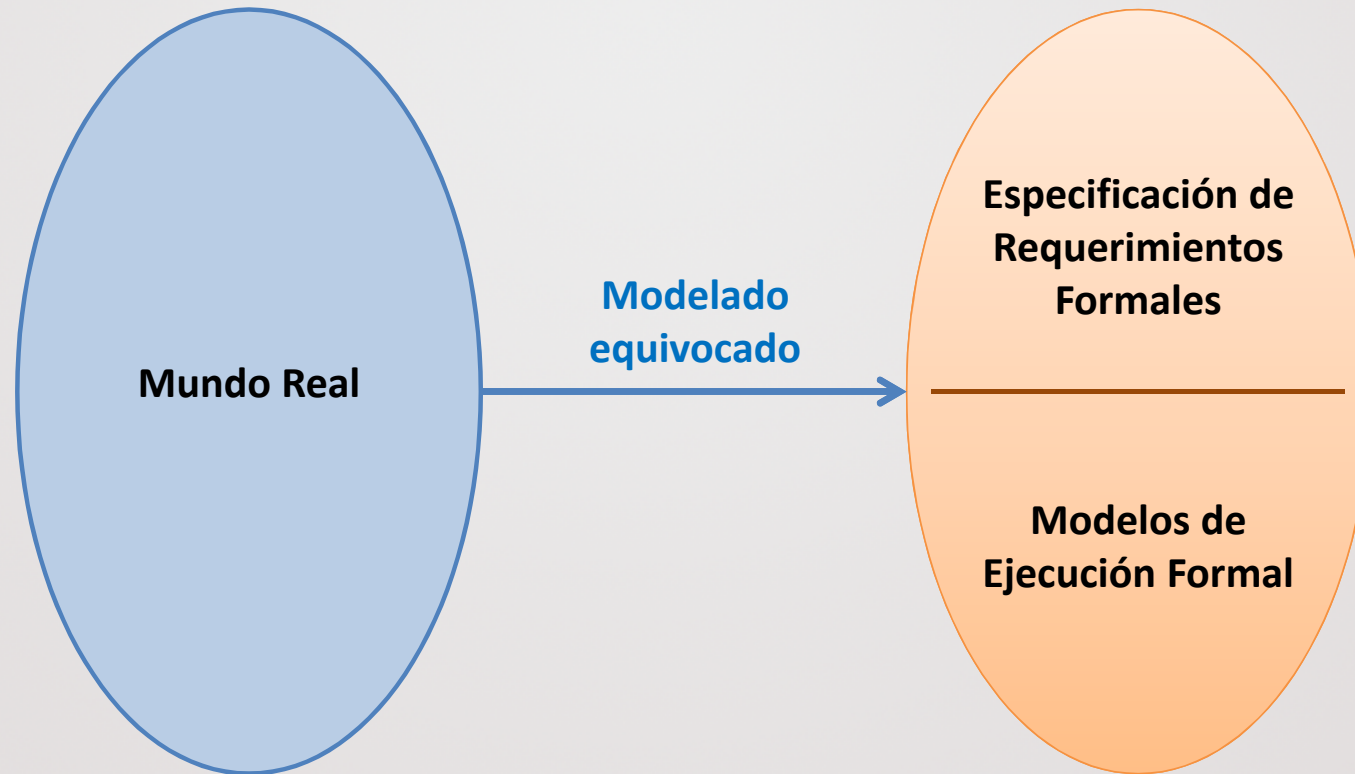 Mundo Real
Modelado
equivocado
Especificación de
Requerimientos
Formales
Modelos de
Ejecución Formal